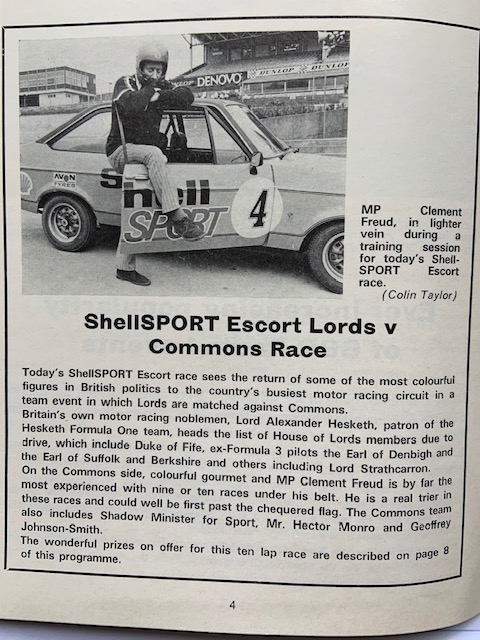 DENOVO
DUNLOP
DUNLOP
AVON
TYRES
Shell
shell
SPORT
4
MP Clement
Freud, in lighter
vein during a
training session
for today's Shell-
SPORT Escort
race.
(Colin Taylor)
ShellSPORT Escort Lords v
Commons Race
Today's ShellSPORT Escort race sees the return of some of the most colourful
figures in British politics to the country's busiest motor racing circuit in a
team event in which Lords are matched against Commons.
Britain's own motor racing noblemen, Lord Alexander Hesketh, patron of the
Hesketh Formula One team, heads the list of House of Lords members due to
drive, which include Duke of Fife, ex-Formula 3 pilots the Earl of Denbigh and
the Earl of Suffolk and Berkshire and others including Lord Strathcarron.
On the Commons side, colourful gourmet and MP Clement Freud is by far the
most experienced with nine or ten races under his belt. He is a real trier in
these races and could well be first past the chequered flag. The Commons team
also includes Shadow Minister for Sport, Mr. Hector Monro and Geoffrey
Johnson-Smith.
The wonderful prizes on offer for this ten lap race are described on page 8
of this programme.
4